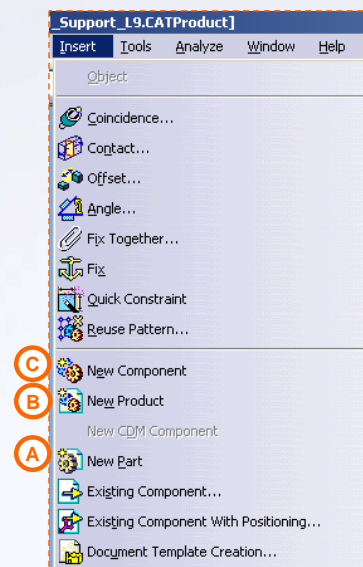 _Support_L9.CATProduct]
Insert Tools Analyze Window Help
Object
Coincidence...
Contact...
Offset...
Angle...
Fix Together...
Fix
Quick Constraint
Reuse Pattern...
C New Component
B New Product
New CDM Component
A New Part
Existing Component...
Existing Component With Positioning...
Document Template Creation...